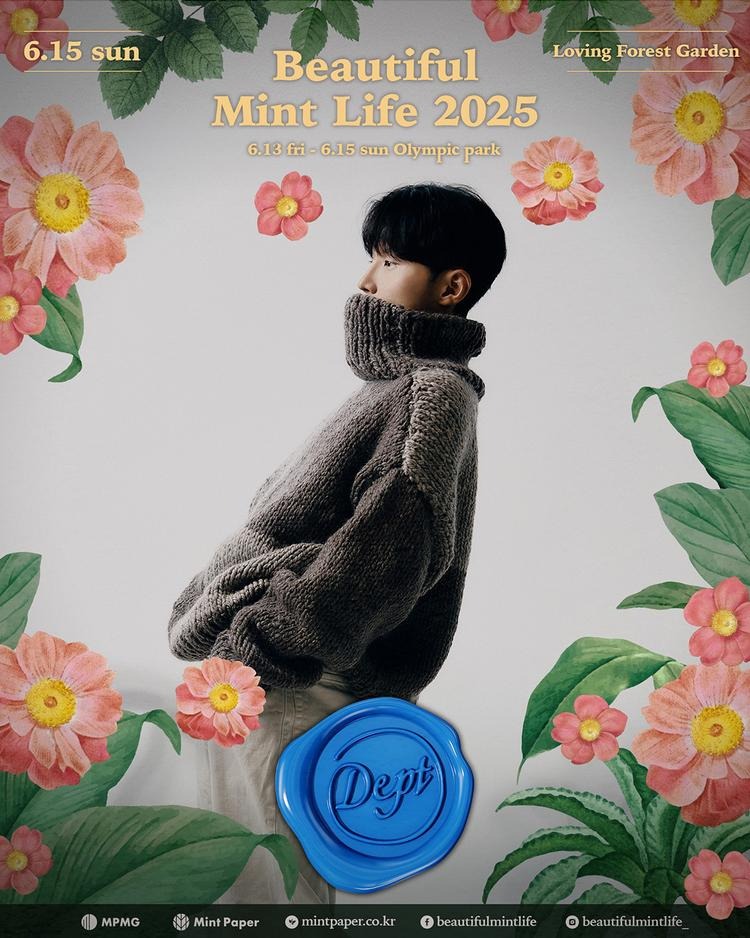 6.15 sun
Loving Forest Garden
Beautiful
Mint Life 2025
6.13 fri - 6.15 sun Olympic park
Dept
MPMG
Mint Paper
mintpaper.co.kr
beautifulmintlife
beautifulmintlife_